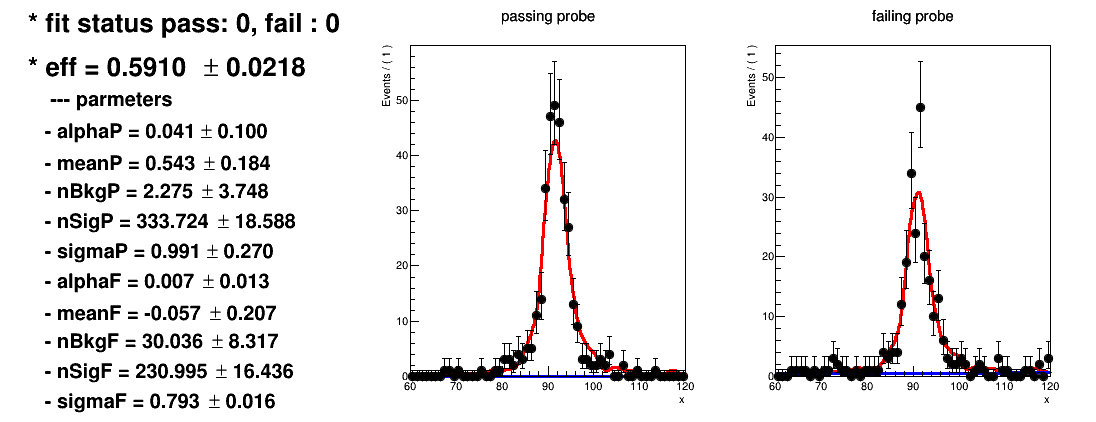 * fit status pass: 0, fail : 0
* eff = 0.5910 ± 0.0218
--- parmeters
- alphaP = 0.041 ± 0.100
- meanP = 0.543 ± 0.184
- nBkgP = 2.275 ± 3.748
- nSigP = 333.724 ± 18.588
- sigmaP = 0.991 ± 0.270
- alphaF = 0.007 ± 0.013
- meanF = -0.057 ± 0.207
- nBkgF = 30.036 ± 8.317
- nSigF = 230.995 ± 16.436
- sigmaF = 0.793 ± 0.016
passing probe
Events / ( 1 )
50
40
30
20
10
0
60 70 80 90 100 110 120
x
failing probe
Events / ( 1 )
50
40
30
20
10
0
60 70 80 90 100 110 120
x